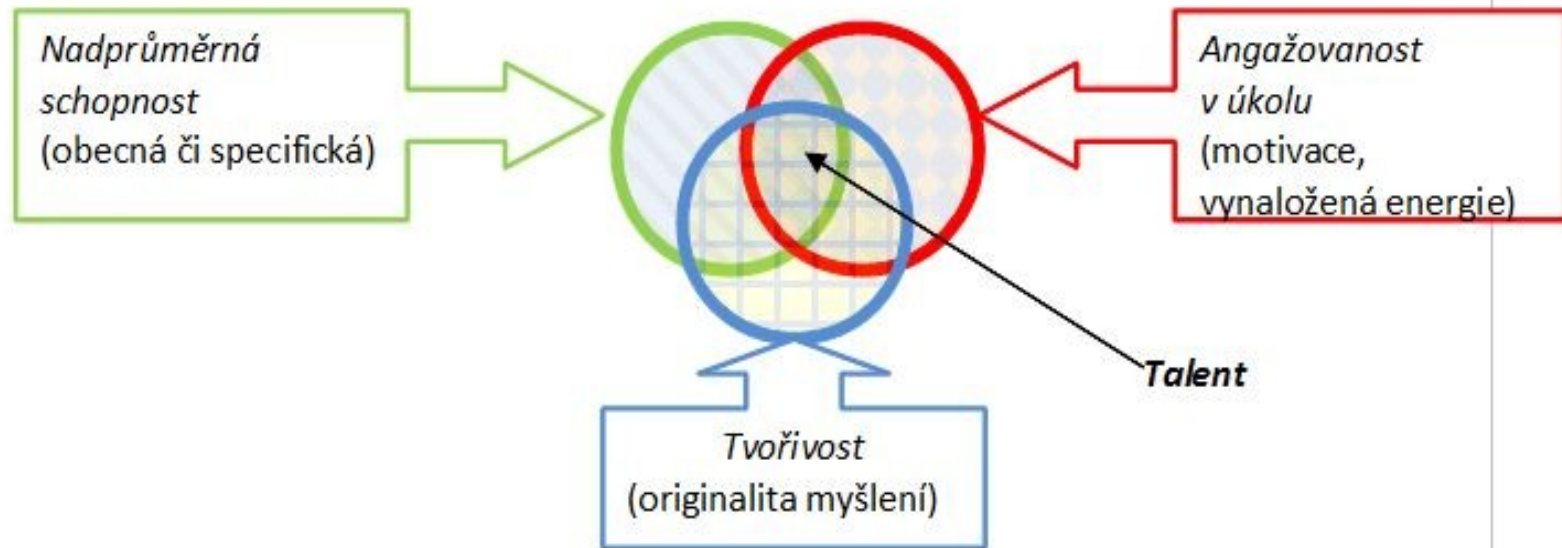 Nadprůměrná
schopnost
(obecná či specifická)
Angažovanost
v úkolu
(motivace,
vynaložená energie)
Talent
Tvořivost
(originalita myšlení)